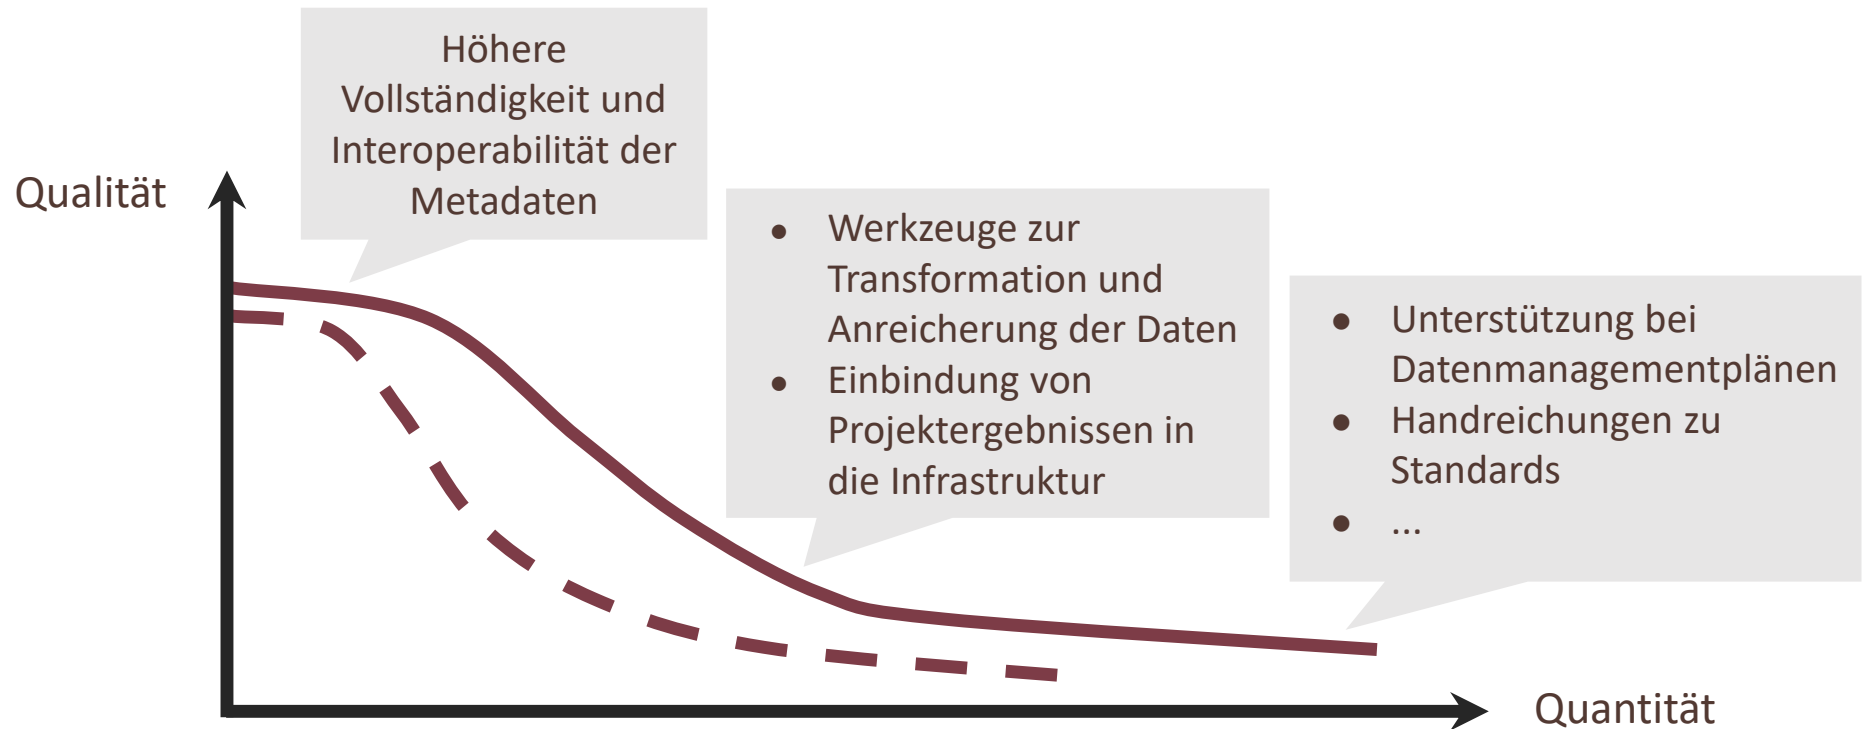 Höhere
Vollständigkeit und
Interoperabilität der
Metadaten
Qualität
● Werkzeuge zur
Transformation und
Anreicherung der Daten
● Einbindung von
Projektergebnissen in
die Infrastruktur
● Unterstützung bei
Datenmanagementplänen
● Handreichungen zu
Standards
● ...
Quantität